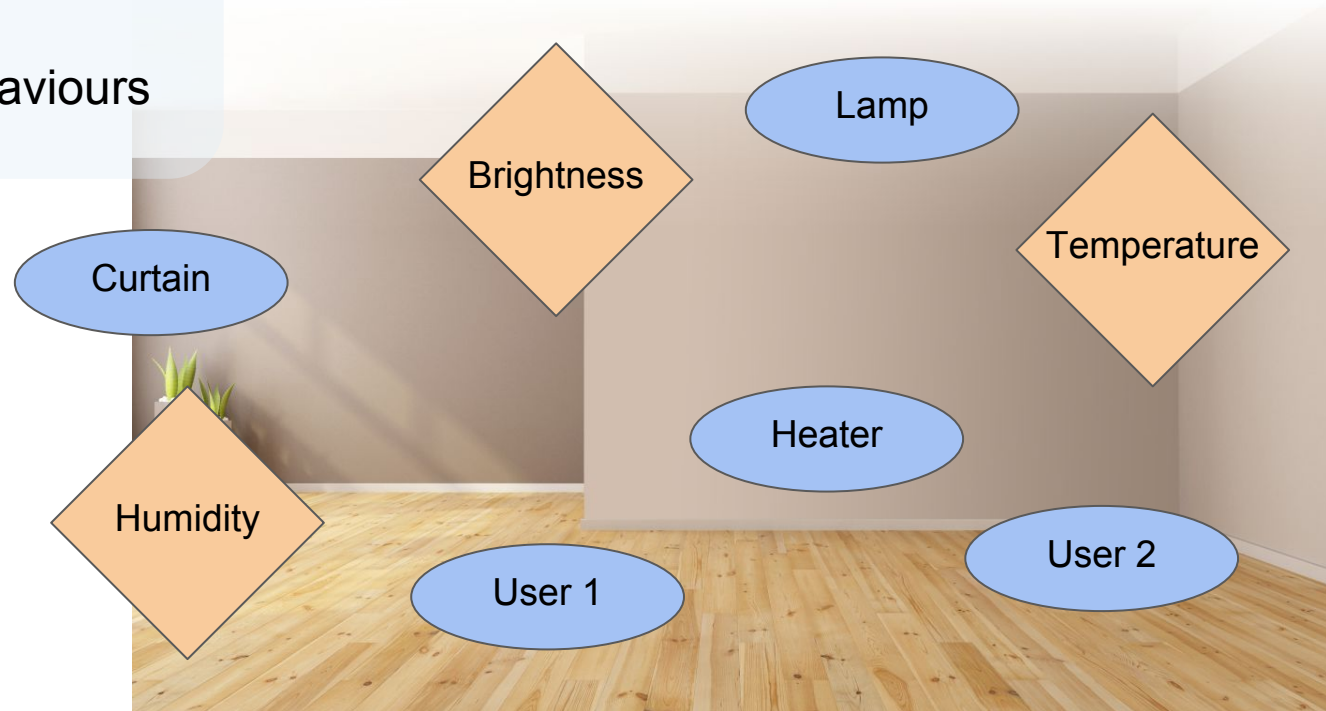 aviours
Brightness
Lamp
Temperature
Curtain
Heater
Humidity
User 1
User 2